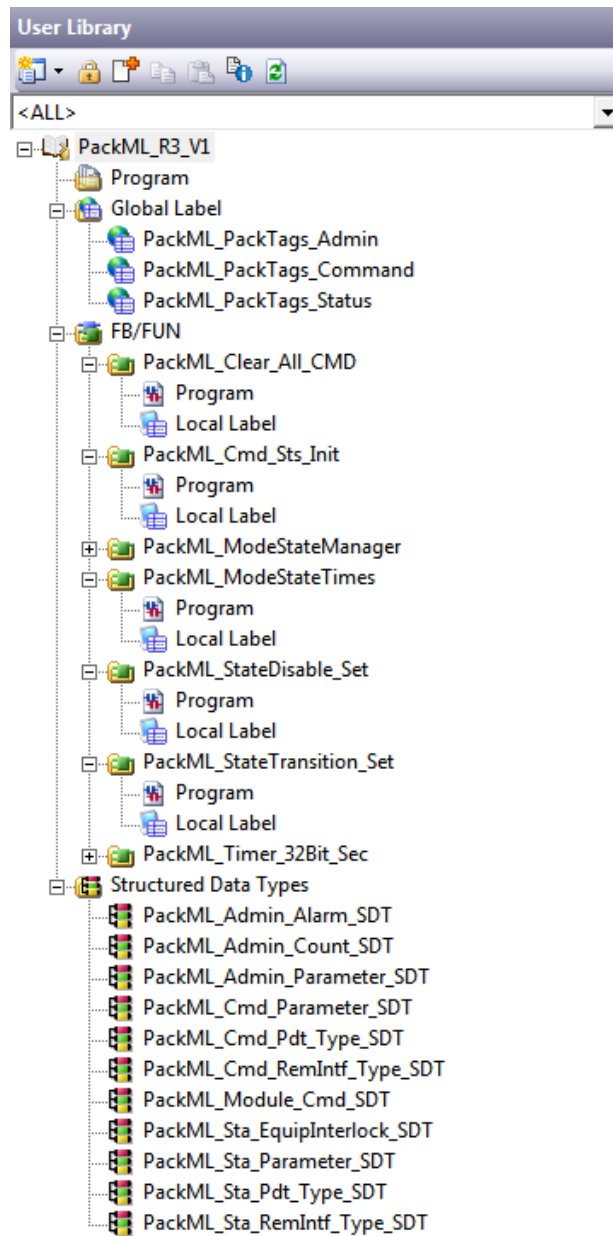 User Library
<ALL>
PackML_R3_V1
Program
Global Label
PackML_PackTags_Admin
PackML_PackTags_Command
PackML_PackTags_Status
FB/FUN
PackML_Clear_All_CMD
Program
Local Label
PackML_Cmd_Sts_Init
Program
Local Label
PackML_ModeStateManager
PackML_ModeStateTimes
Program
Local Label
PackML_StateDisable_Set
Program
Local Label
PackML_StateTransition_Set
Program
Local Label
PackML_Timer_32Bit_Sec
Structured Data Types
PackML_Admin_Alarm_SDT
PackML_Admin_Count_SDT
PackML_Admin_Parameter_SDT
PackML_Cmd_Parameter_SDT
PackML_Cmd_Pdt_Type_SDT
PackML_Cmd_RemIntf_Type_SDT
PackML_Module_Cmd_SDT
PackML_Sta_EquipInterlock_SDT
PackML_Sta_Parameter_SDT
PackML_Sta_Pdt_Type_SDT
PackML_Sta_RemIntf_Type_SDT